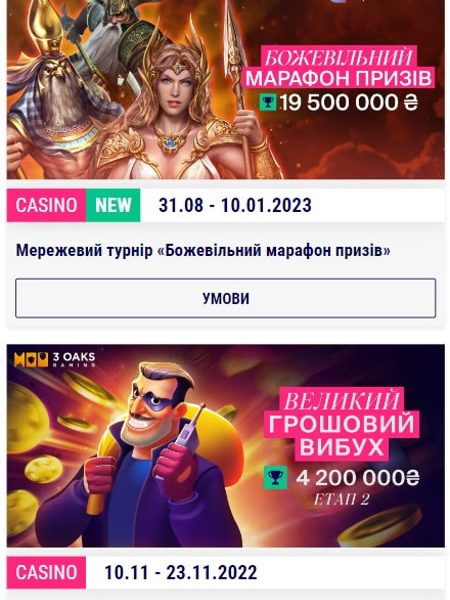 БОЖЕВІЛЬНИЙ
МАРАФОН ПРИЗІВ
19 500 000 ₴
CASINO NEW 31.08 - 10.01.2023
Мережевий турнір «Божевільний марафон призів»
УМОВИ
3 OAKS
GAMING
ВЕЛИКИЙ
ГРОШОВИЙ
ВИБУХ
4 200 000₴
ЕТАП 2
CASINO 10.11 - 23.11.2022